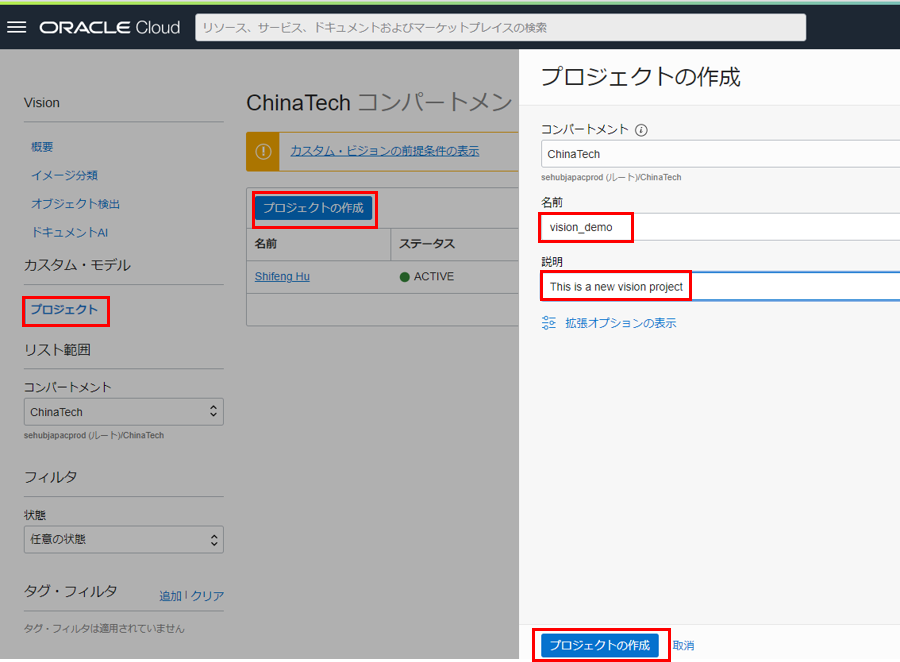 ORACLE Cloud
リソース、サービス、ドキュメントおよびマーケットプレイスの検索
Vision
概要
イメージ分類
オブジェクト検出
ドキュメントAI
カスタム・モデル
プロジェクト
リスト範囲
コンパートメント
ChinaTech
sehubjapacprod (ルート)/ChinaTech
フィルタ
状態
任意の状態
タグ・フィルタ
追加 | クリア
タグ・フィルタは適用されていません
ChinaTech コンパートメン
カスタム・ビジョンの前提条件の表示
プロジェクトの作成
名前 ステータス
Shifeng Hu ACTIVE
プロジェクトの作成
コンパートメント
ChinaTech
sehubjapacprod (ルート)/ChinaTech
名前
vision_demo
説明
This is a new vision project
拡張オプションの表示
プロジェクトの作成 取消